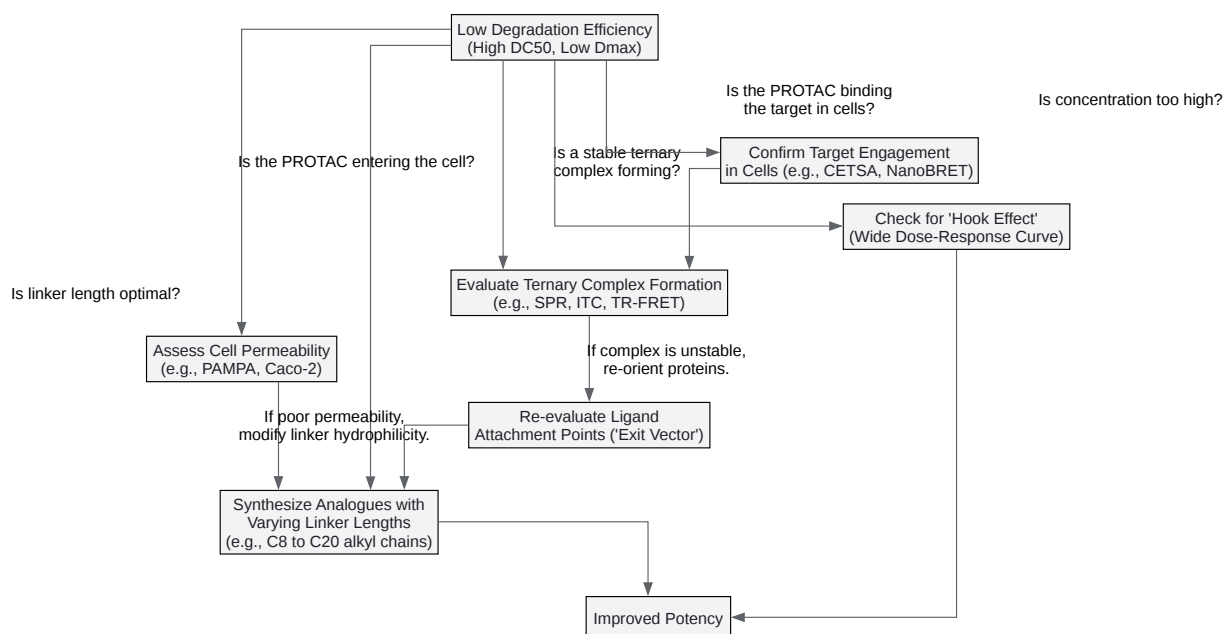 Low Degradation Efficiency
(High DC50, Low Dmax)
Is the PROTAC binding
the target in cells?
Is concentration too high?
Is the PROTAC entering the cell?
Is a stable ternary
complex forming?
Confirm Target Engagement
in Cells (e.g., CETSA, NanoBRET)
Check for 'Hook Effect'
(Wide Dose-Response Curve)
Is linker length optimal?
Evaluate Ternary Complex Formation
(e.g., SPR, ITC, TR-FRET)
Assess Cell Permeability
(e.g., PAMPA, Caco-2)
If complex is unstable,
re-orient proteins.
If poor permeability,
modify linker hydrophilicity.
Re-evaluate Ligand
Attachment Points ('Exit Vector')
Synthesize Analogues with
Varying Linker Lengths
(e.g., C8 to C20 alkyl chains)
Improved Potency